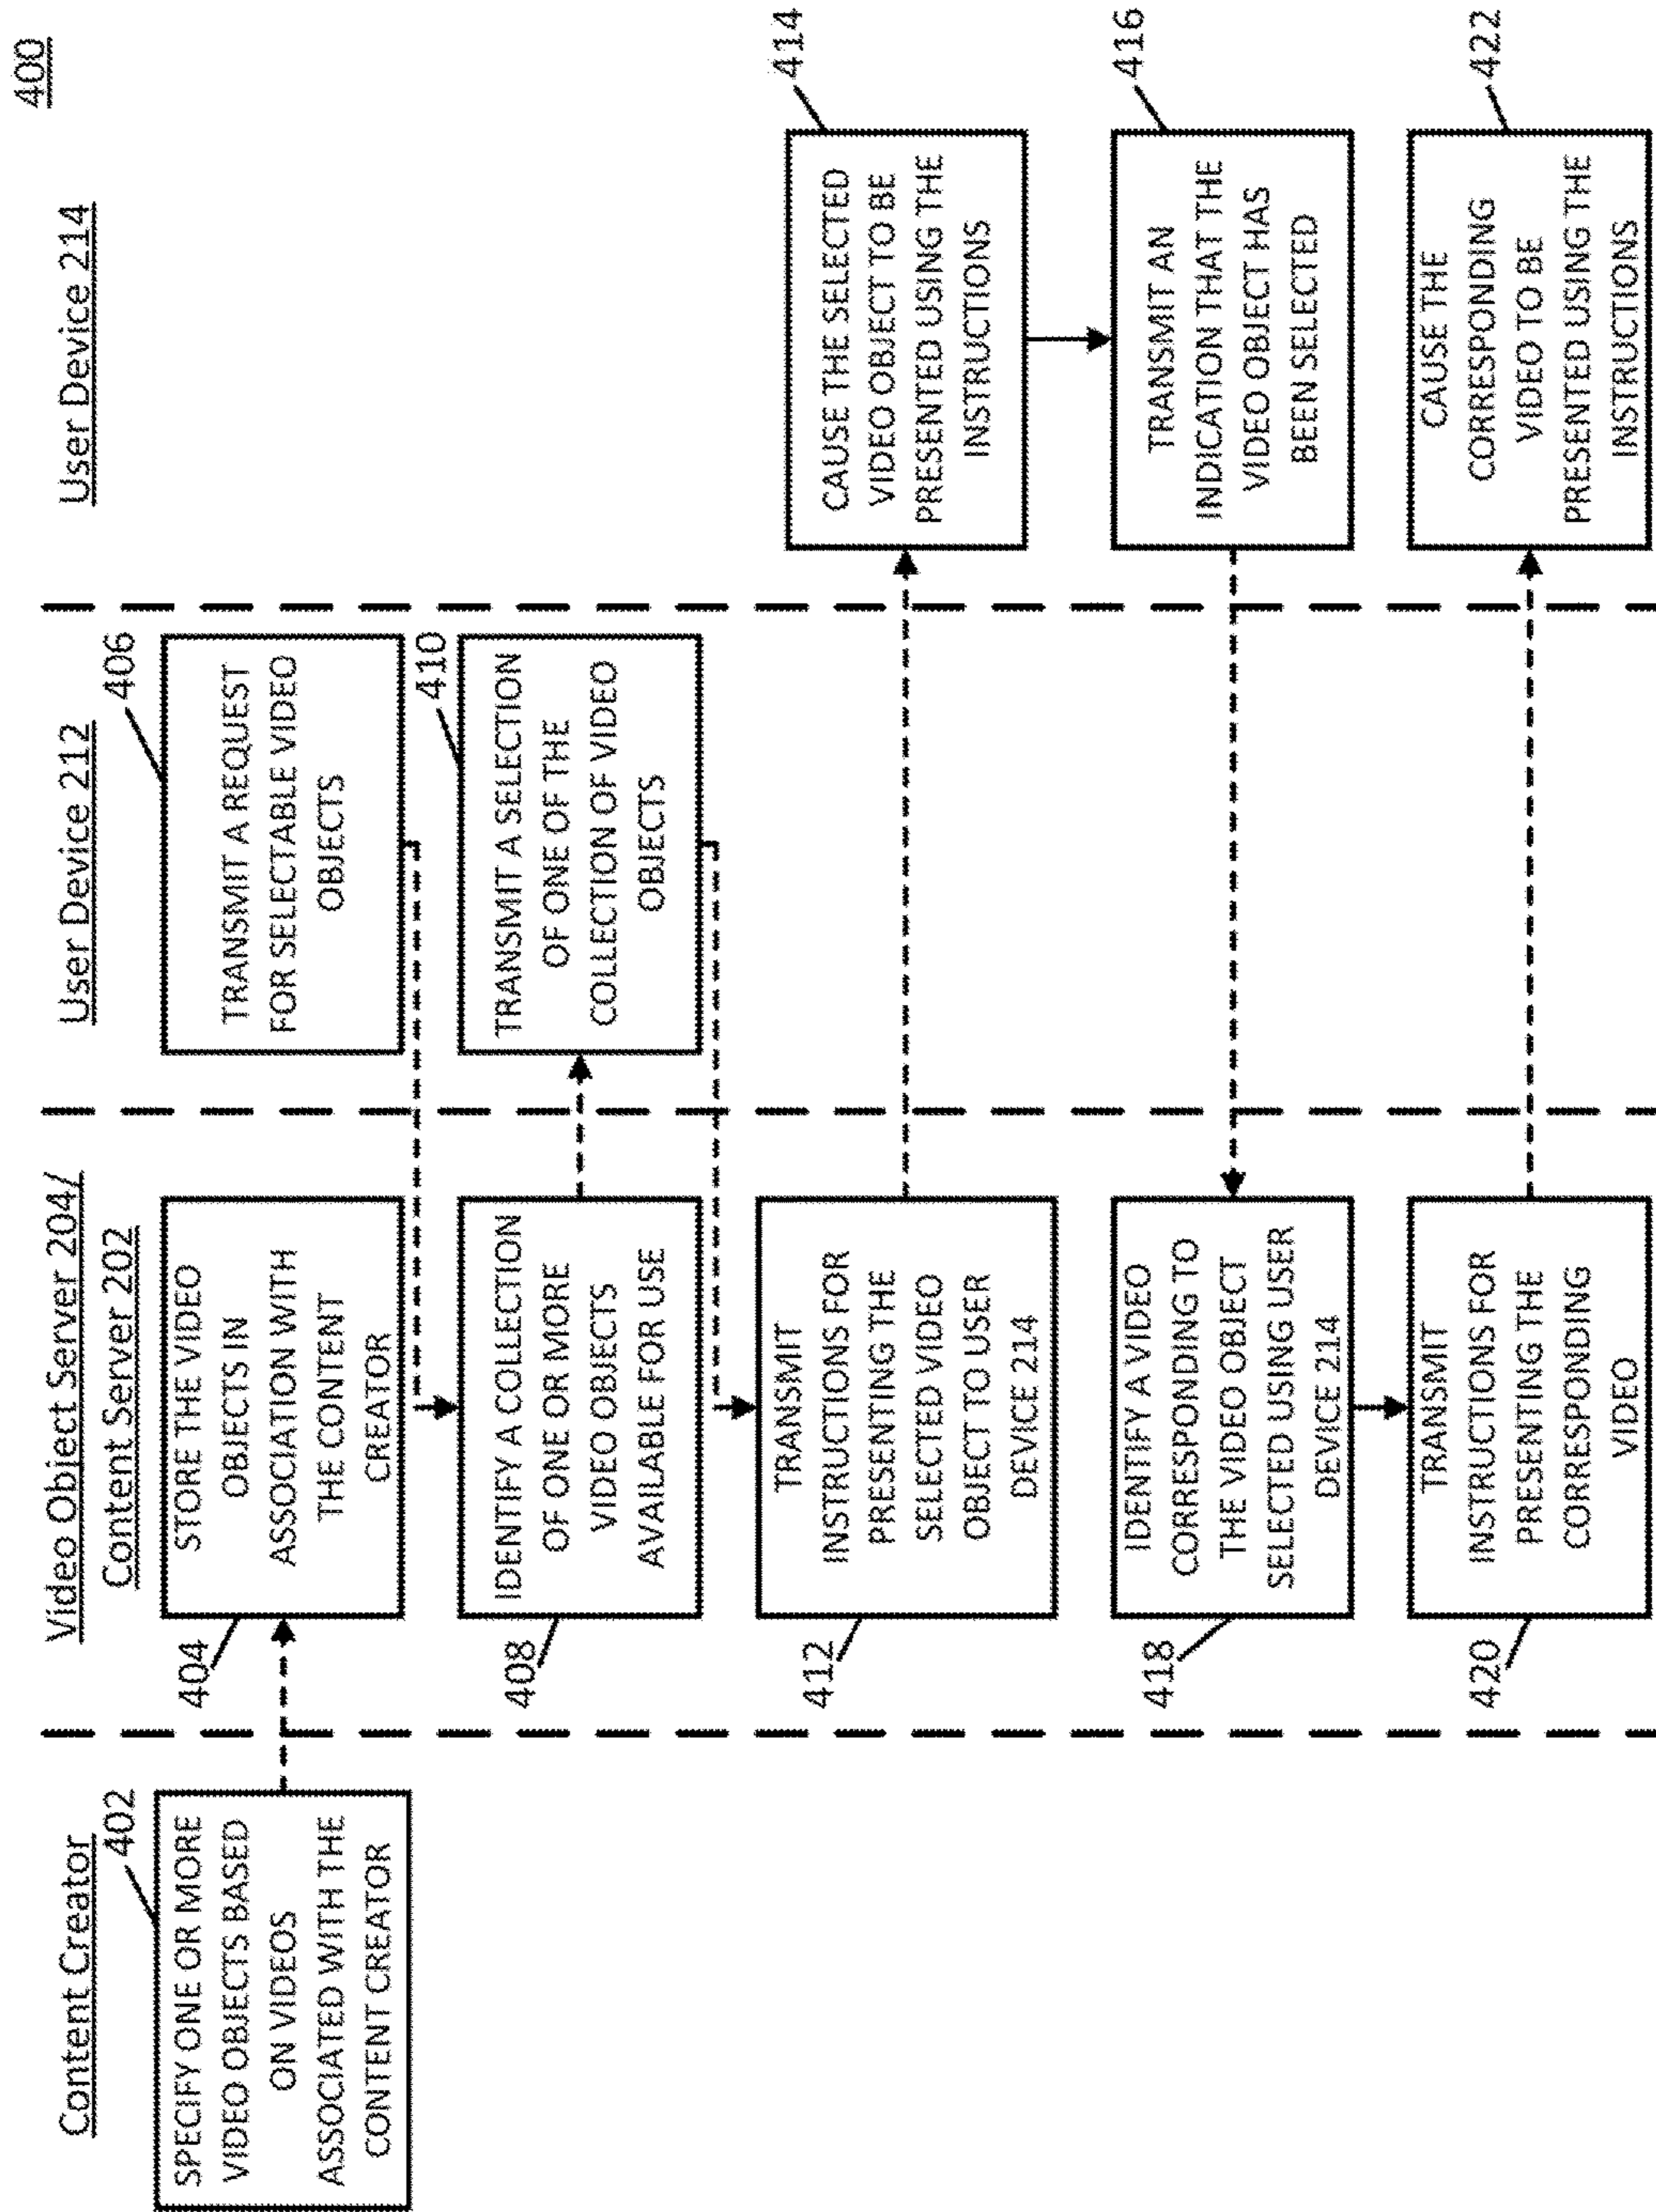 400
Content Creator
Video Object Server 204/
Content Server 202
User Device 212
User Device 214
402
SPECIFY ONE OR MORE
VIDEO OBJECTS BASED
ON VIDEOS
ASSOCIATED WITH THE
CONTENT CREATOR
404
STORE THE VIDEO
OBJECTS IN
ASSOCIATION WITH
THE CONTENT
CREATOR
406
TRANSMIT A REQUEST
FOR SELECTABLE VIDEO
OBJECTS
408
IDENTIFY A COLLECTION
OF ONE OR MORE
VIDEO OBJECTS
AVAILABLE FOR USE
410
TRANSMIT A SELECTION
OF ONE OF THE
COLLECTION OF VIDEO
OBJECTS
412
TRANSMIT
INSTRUCTIONS FOR
PRESENTING THE
SELECTED VIDEO
OBJECT TO USER
DEVICE 214
414
CAUSE THE SELECTED
VIDEO OBJECT TO BE
PRESENTED USING THE
INSTRUCTIONS
416
TRANSMIT AN
INDICATION THAT THE
VIDEO OBJECT HAS
BEEN SELECTED
418
IDENTIFY A VIDEO
CORRESPONDING TO
THE VIDEO OBJECT
SELECTED USING USER
DEVICE 214
420
TRANSMIT
INSTRUCTIONS FOR
PRESENTING THE
CORRESPONDING
VIDEO
422
CAUSE THE
CORRESPONDING
VIDEO TO BE
PRESENTED USING THE
INSTRUCTIONS